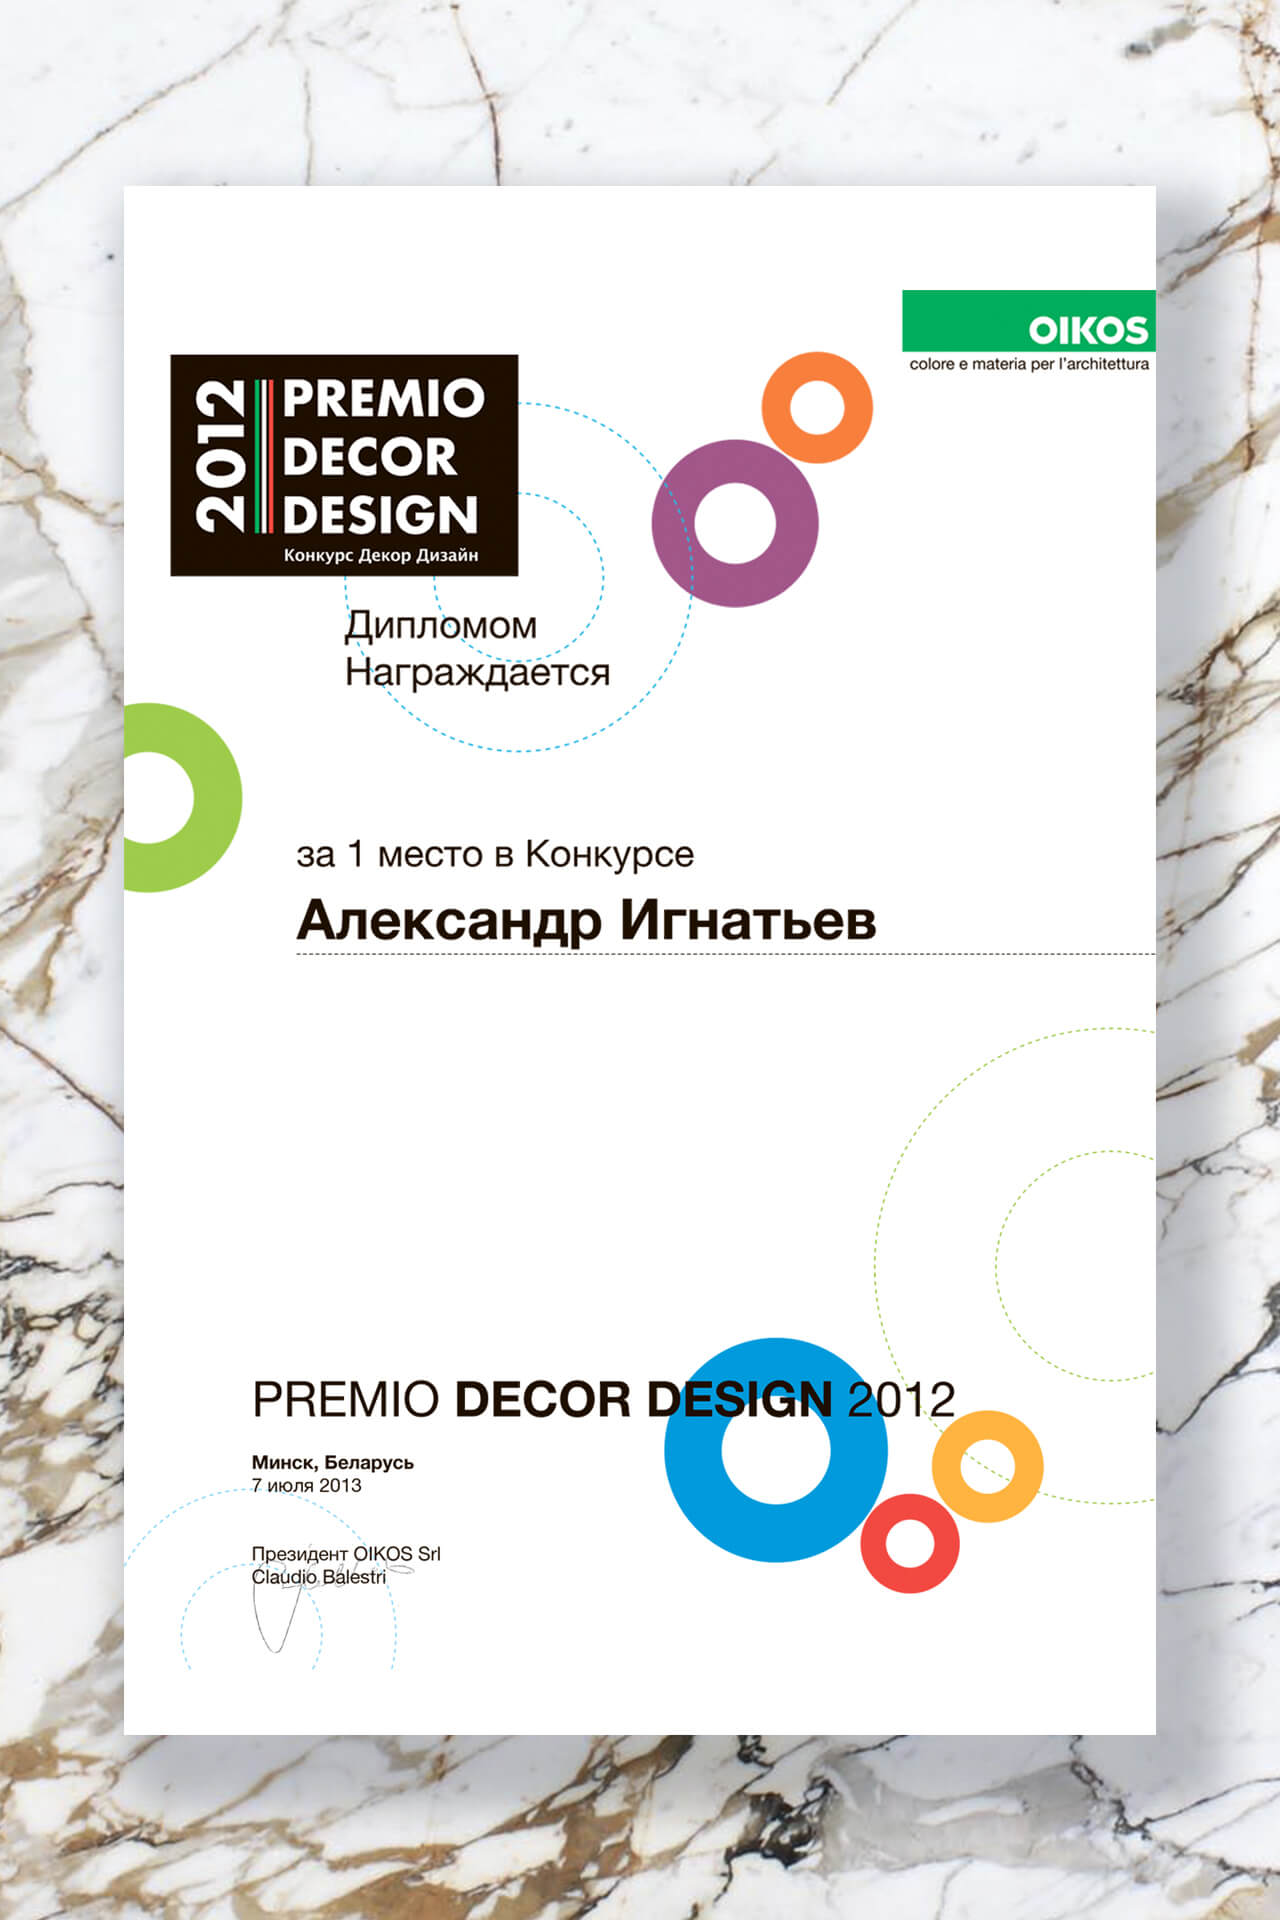 OIKOS
colore e materia per l'architettura
2012
PREMIO
DECOR
DESIGN
Конкурс Декор Дизайн
Дипломом
Награждается
за 1 место в Конкурсе
Александр Игнатьев
PREMIO DECOR DESIGN 2012
Минск, Беларусь
7 июля 2013
Президент OIKOS Srl
Claudio Balestri